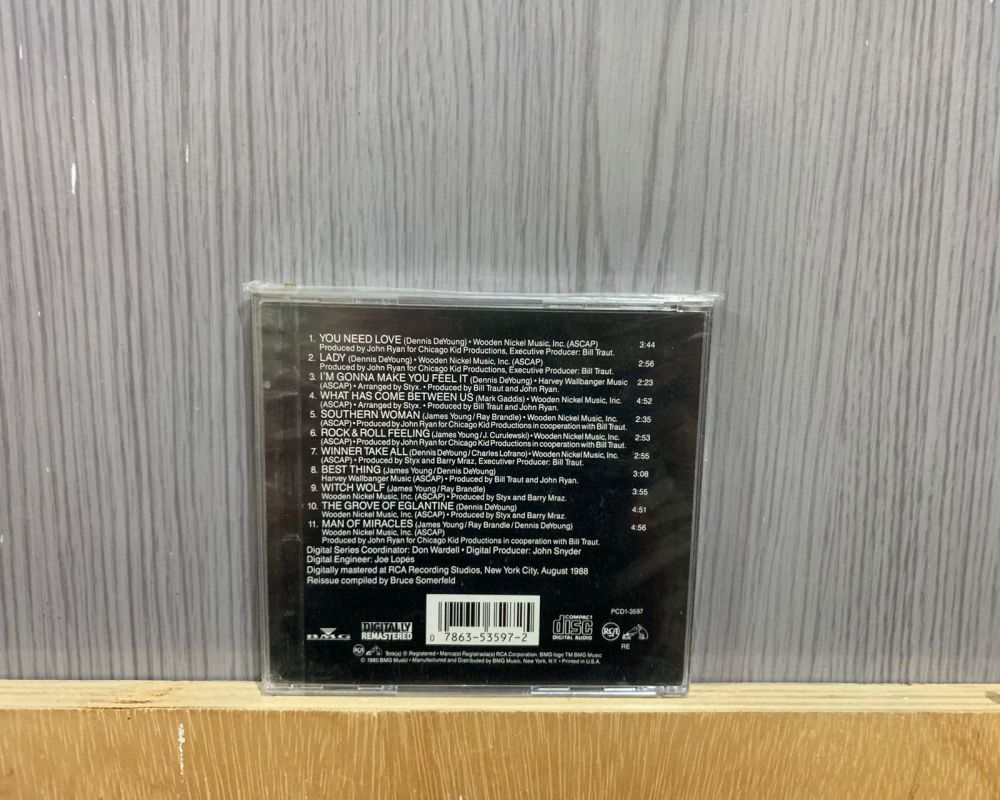 1. YOU NEED LOVE (Dennis DeYoung) • Wooden Nickel Music, Inc. (ASCAP) 3:44
Produced by John Ryan for Chicago Kid Productions, Executive Producer: Bill Traut.
2. LADY (Dennis DeYoung) • Wooden Nickel Music, Inc. (ASCAP) 2:56
Produced by John Ryan for Chicago Kid Productions, Executive Producer: Bill Traut.
3. I'M GONNA MAKE YOU FEEL IT (Dennis DeYoung) • Harvey Wallbanger Music 2:23
(ASCAP) • Arranged by Styx. • Produced by Bill Traut and John Ryan.
4. WHAT HAS COME BETWEEN US (Mark Gaddis) • Wooden Nickel Music, Inc. 4:52
(ASCAP) • Arranged by Styx. • Produced by Bill Traut and John Ryan.
5. SOUTHERN WOMAN (James Young/Ray Brandle) • Wooden Nickel Music, Inc. 2:35
(ASCAP) • Produced by John Ryan for Chicago Kid Productions in cooperation with Bill Traut.
6. ROCK & ROLL FEELING (James Young/J. Curulewski) • Wooden Nickel Music, Inc. 2:53
(ASCAP) • Produced by John Ryan for Chicago Kid Productions in cooperation with Bill Traut.
7. WINNER TAKE ALL (Dennis DeYoung/Charles Lofrano) • Wooden Nickel Music, Inc. 2:55
(ASCAP) • Produced by Styx and Barry Mraz, Executiver Producer: Bill Traut.
8. BEST THING (James Young/Dennis DeYoung) 3:08
Harvey Wallbanger Music (ASCAP) • Produced by Bill Traut and John Ryan.
9. WITCH WOLF (James Young/Ray Brandle) 3:55
Wooden Nickel Music, Inc. (ASCAP) • Produced by Styx and Barry Mraz.
10. THE GROVE OF EGLANTINE (Dennis DeYoung) 4:51
Wooden Nickel Music, Inc. (ASCAP) • Produced by Styx and Barry Mraz.
11. MAN OF MIRACLES (James Young/Ray Brandle/Dennis DeYoung) 4:56
Wooden Nickel Music, Inc. (ASCAP)
Produced by John Ryan for Chicago Kid Productions in cooperation with Bill Traut.
Digital Series Coordinator: Don Wardell • Digital Producer: John Snyder
Digital Engineer: Joe Lopes
Digitally mastered at RCA Recording Studios, New York City, August 1988
Reissue compiled by Bruce Somerfeld
PCD1-3597
BMG
DIGITALLY REMASTERED
0 7863-53597-2
COMPACT disc DIGITAL AUDIO
RCA
RE
RCA Tmk(s) ® Registered • Marca(s) Registrada(s) RCA Corporation. BMG logo TM BMG Music
© 1980 BMG Music • Manufactured and Distributed by BMG Music, New York, N.Y. • Printed in U.S.A.